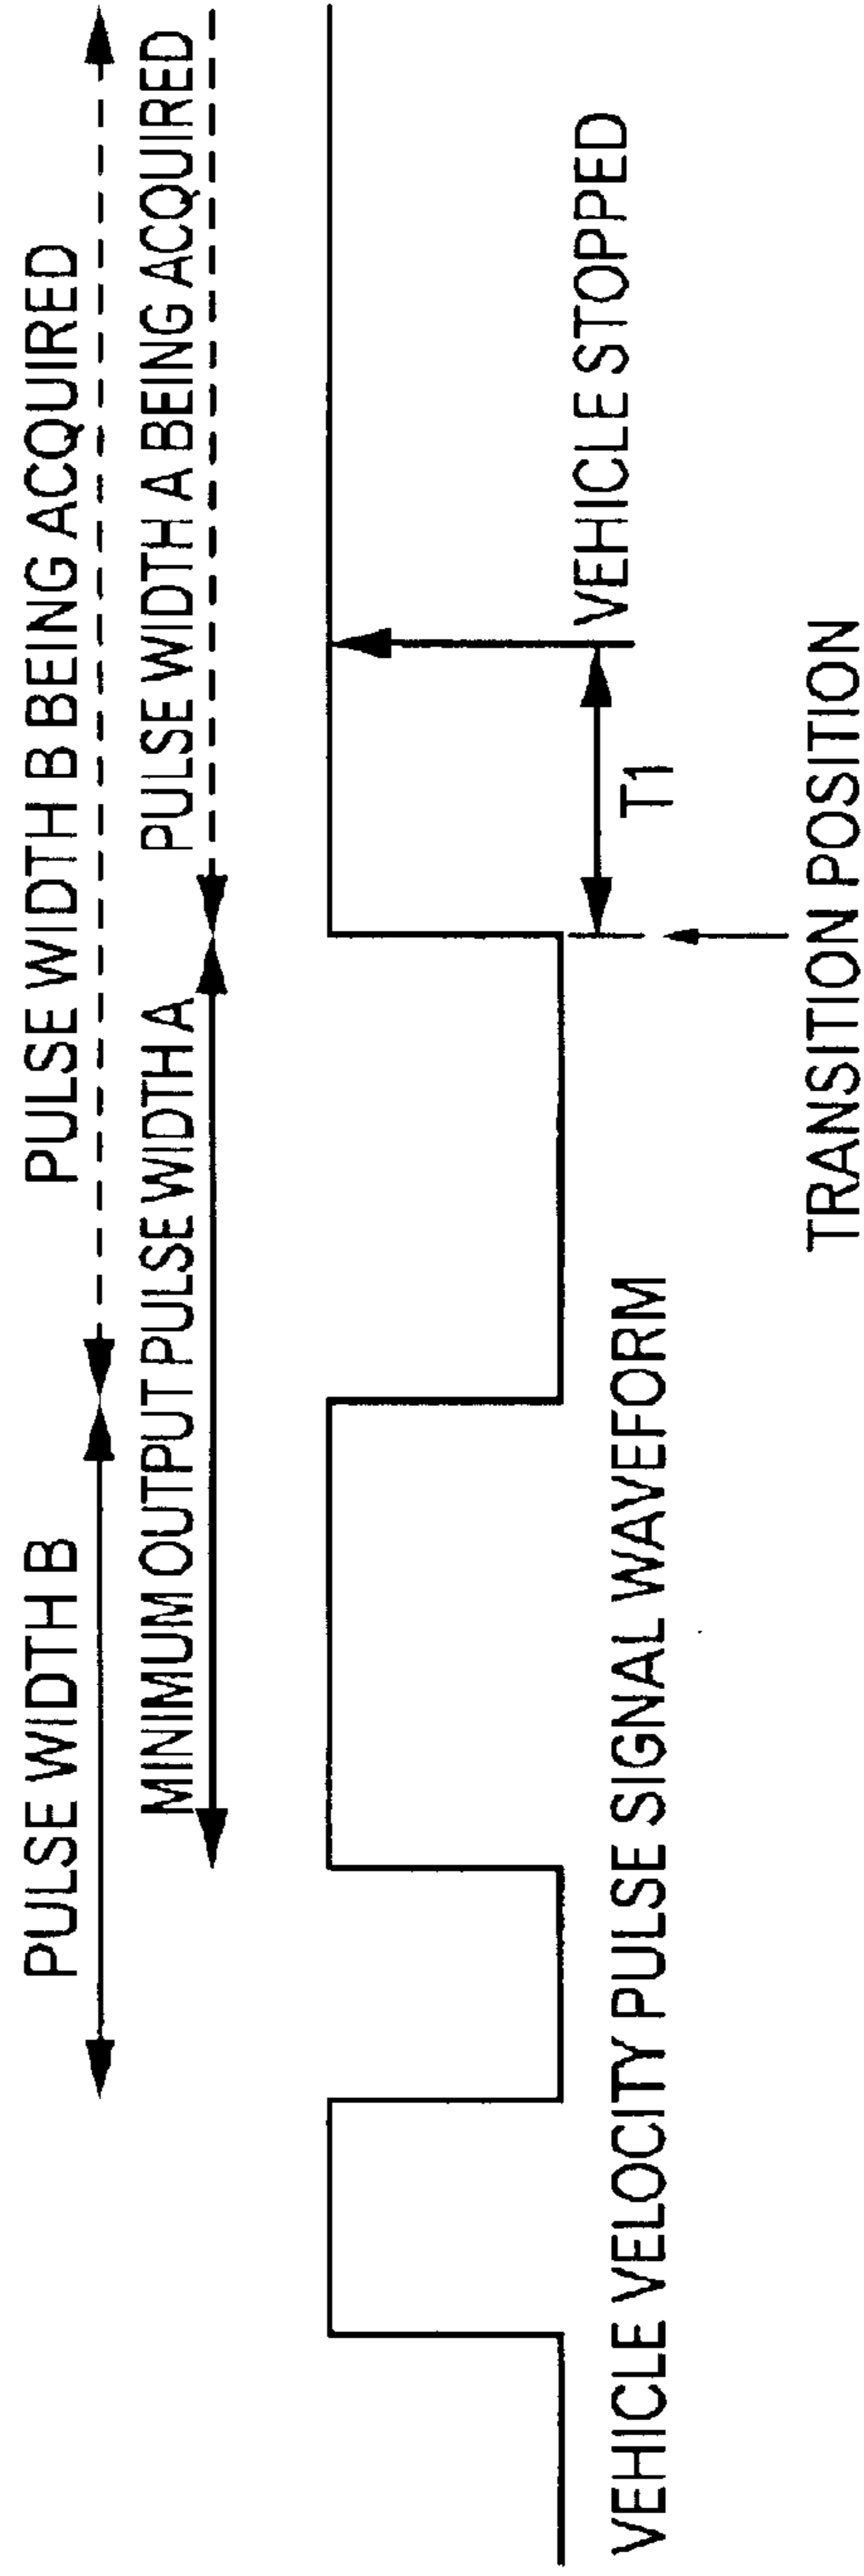 PULSE WIDTH B
PULSE WIDTH B BEING ACQUIRED
MINIMUM OUTPUT PULSE WIDTH A
PULSE WIDTH A BEING ACQUIRED
VEHICLE STOPPED
T1
VEHICLE VELOCITY PULSE SIGNAL WAVEFORM
TRANSITION POSITION